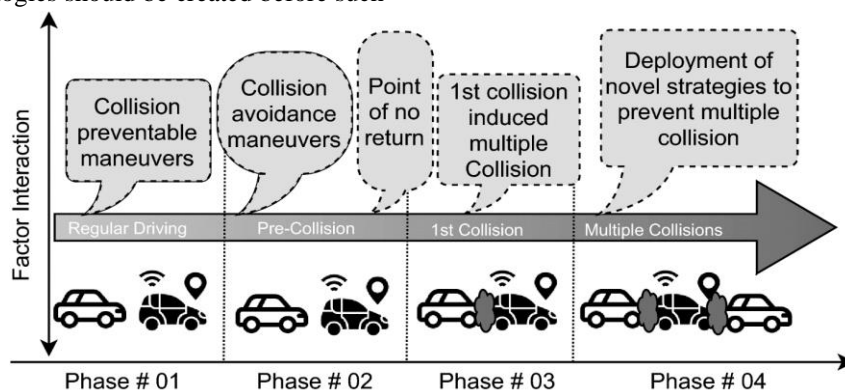 ologies should be created before such
Collision
preventable
maneuvers
Collision
avoidance
maneuvers
Point
of no
return
1st collision
induced
multiple
Collision
Deployment of
novel strategies to
prevent multiple
collision
Factor Interaction
Regular Driving
Pre-Collision
1st Collision
Multiple Collisions
Phase # 01
Phase # 02
Phase # 03
Phase # 04